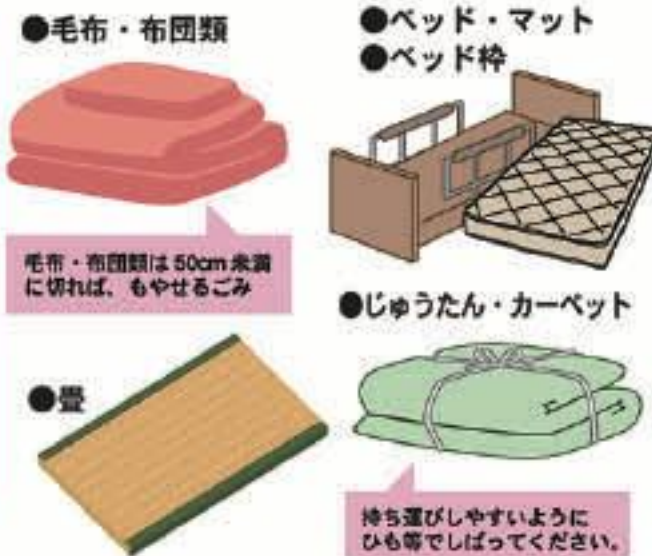 ●毛布・布団類
毛布・布団類は50cm未満
に切れば、もやせるごみ
●ベッド・マット
●ベッド枠
●畳
●じゅうたん・カーペット
持ち運びしやすいように
ひも等でしばってください。